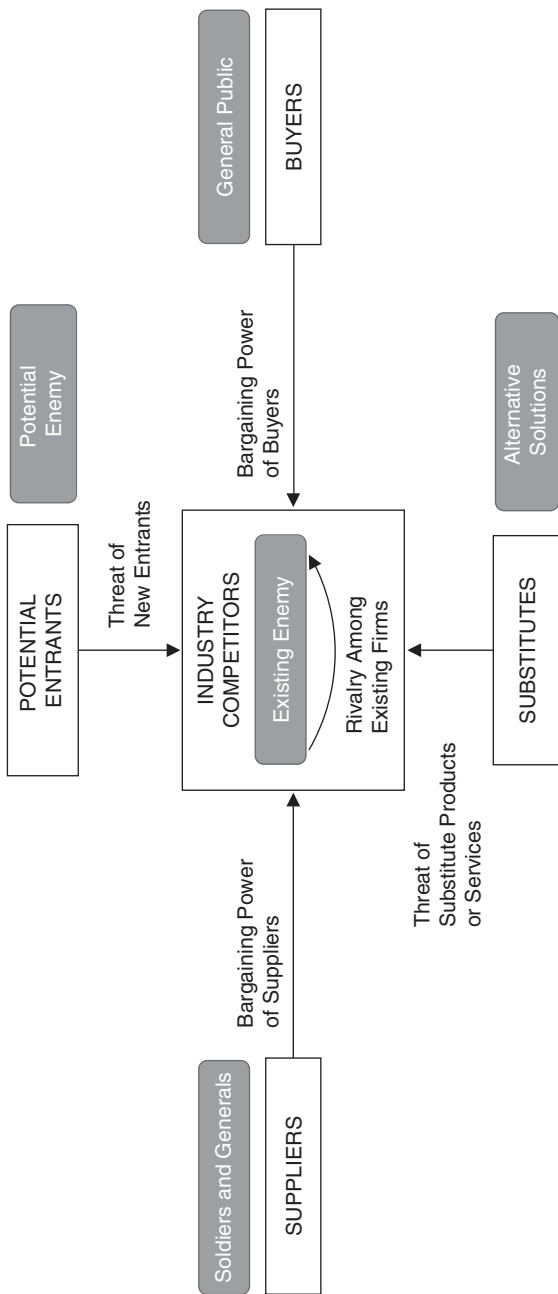 Potential
Enemy
POTENTIAL
ENTRANTS
Threat of
New Entrants
Soldiers and Generals
SUPPLIERS
Bargaining Power
of Suppliers
INDUSTRY
COMPETITORS
Existing Enemy
Rivalry Among
Existing Firms
Bargaining Power
of Buyers
General Public
BUYERS
Threat of
Substitute Products
or Services
SUBSTITUTES
Alternative
Solutions